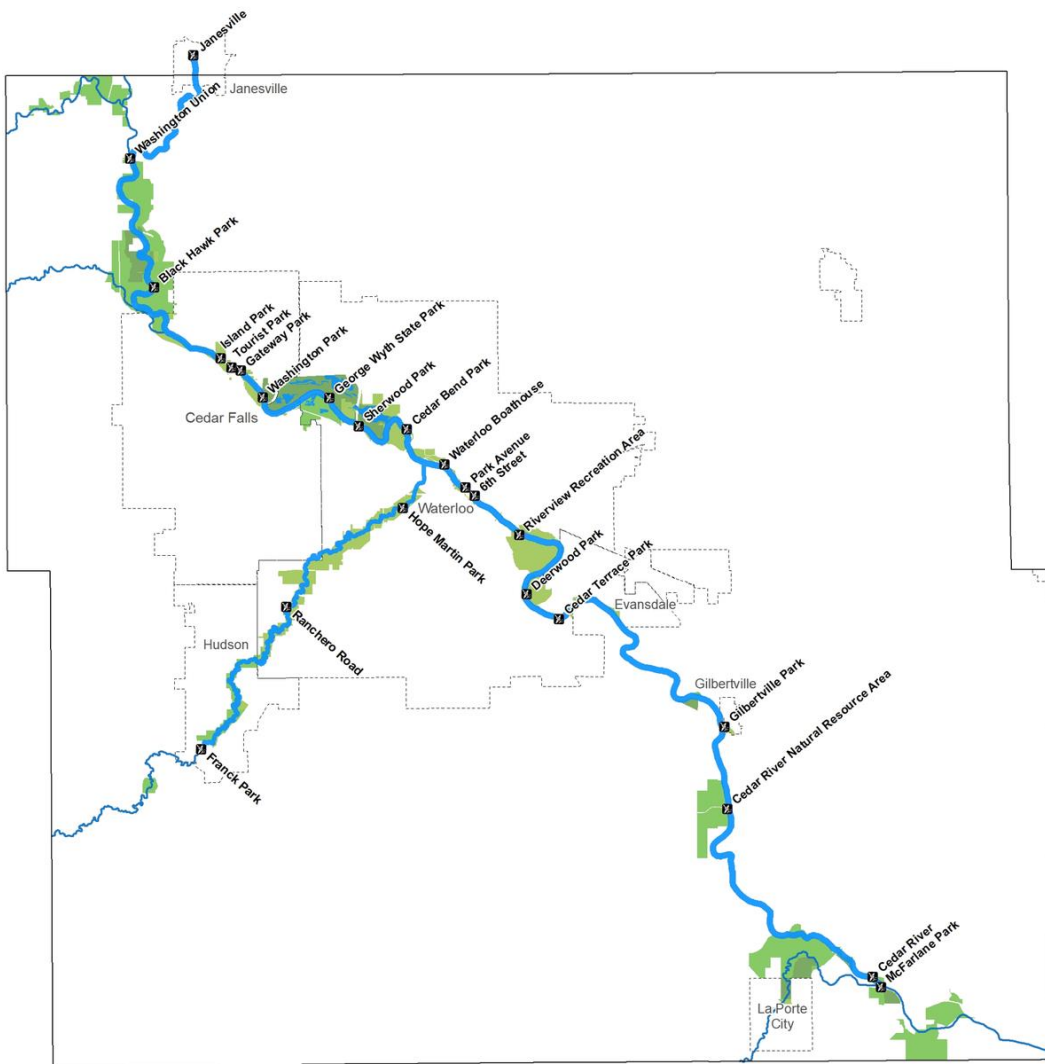 Janesville
Janesville
Washington Union
Black Hawk Park
Island Park
Tourist Park
Gateway Park
Washington Park
George Wyth State Park
Sherwood Park
Cedar Bend Park
Cedar Falls
Waterloo Boathouse
Park Avenue
6th Street
Waterloo
Hope Martin Park
Riverview Recreation Area
Deerwood Park
Cedar Terrace Park
Evansdale
Ranchero Road
Hudson
Gilbertville
Gilbertville Park
Franck Park
Cedar River Natural Resource Area
Cedar River
McFarlane Park
La Porte
City